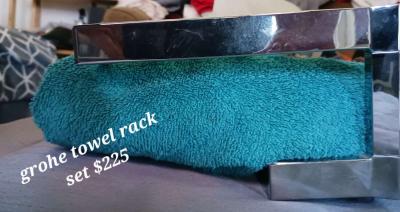 grohe towel rack
set $225